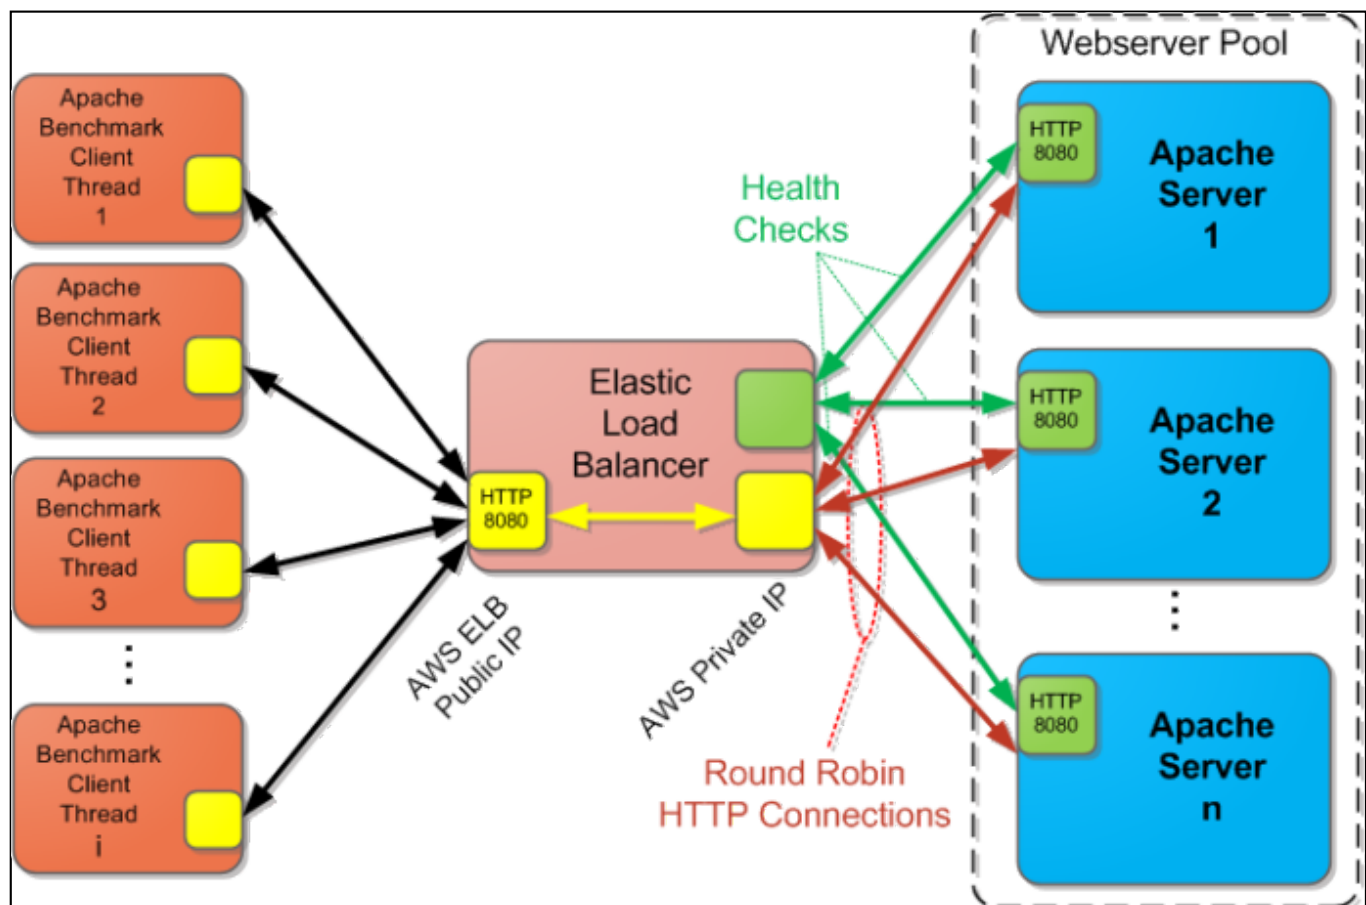 Apache
Benchmark
Client
Thread
1
Apache
Benchmark
Client
Thread
2
Apache
Benchmark
Client
Thread
3
Apache
Benchmark
Client
Thread
i
Elastic
Load
Balancer
HTTP
8080
AWS ELB
Public IP
AWS Private IP
Health
Checks
Round Robin
HTTP Connections
Webserver Pool
HTTP
8080
Apache
Server
1
HTTP
8080
Apache
Server
2
HTTP
8080
Apache
Server
n